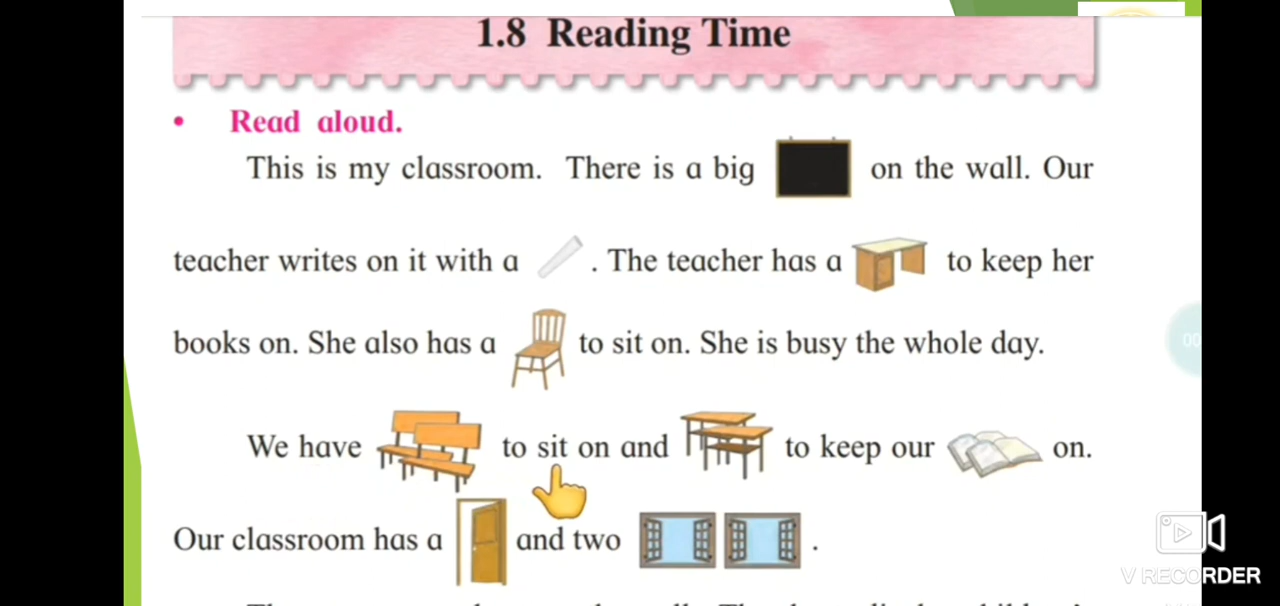 1.8 Reading Time
• Read aloud.
This is my classroom. There is a big on the wall. Our
teacher writes on it with a . The teacher has a to keep her
books on. She also has a to sit on. She is busy the whole day.
We have to sit on and to keep our on.
Our classroom has a and two .
00
V RECORDER